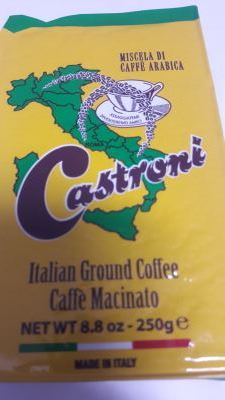 MISCELA DI
CAFFÈ ARABICA
ROMA
Castroni
Italian Ground Coffee
Caffè Macinato
NET WT 8.8 oz - 250g e
MADE IN ITALY